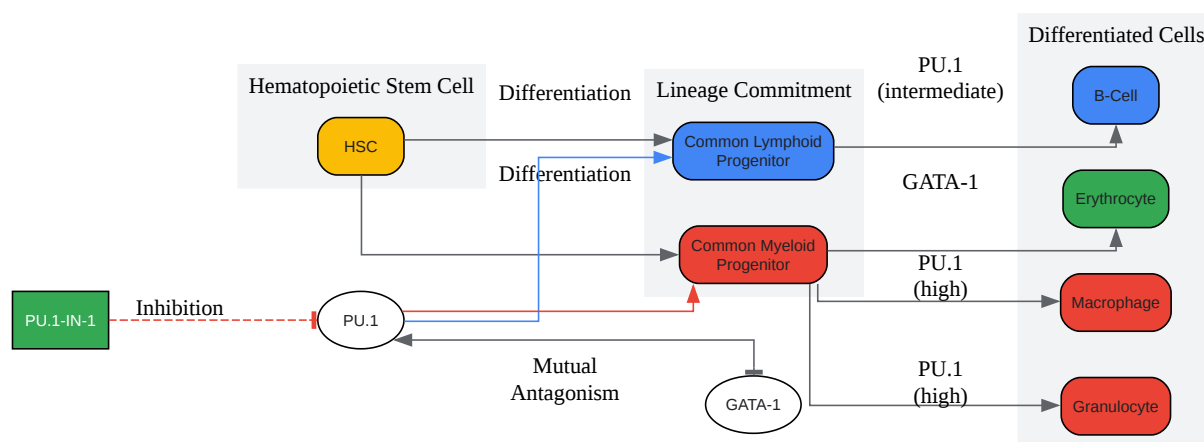 Differentiated Cells
PU.1
(intermediate)
Hematopoietic Stem Cell
Differentiation
Lineage Commitment
B-Cell
HSC
Common Lymphoid
Progenitor
Differentiation
GATA-1
Erythrocyte
Common Myeloid
Progenitor
PU.1
(high)
Macrophage
PU.1-IN-1
Inhibition
PU.1
Mutual
Antagonism
PU.1
(high)
GATA-1
Granulocyte